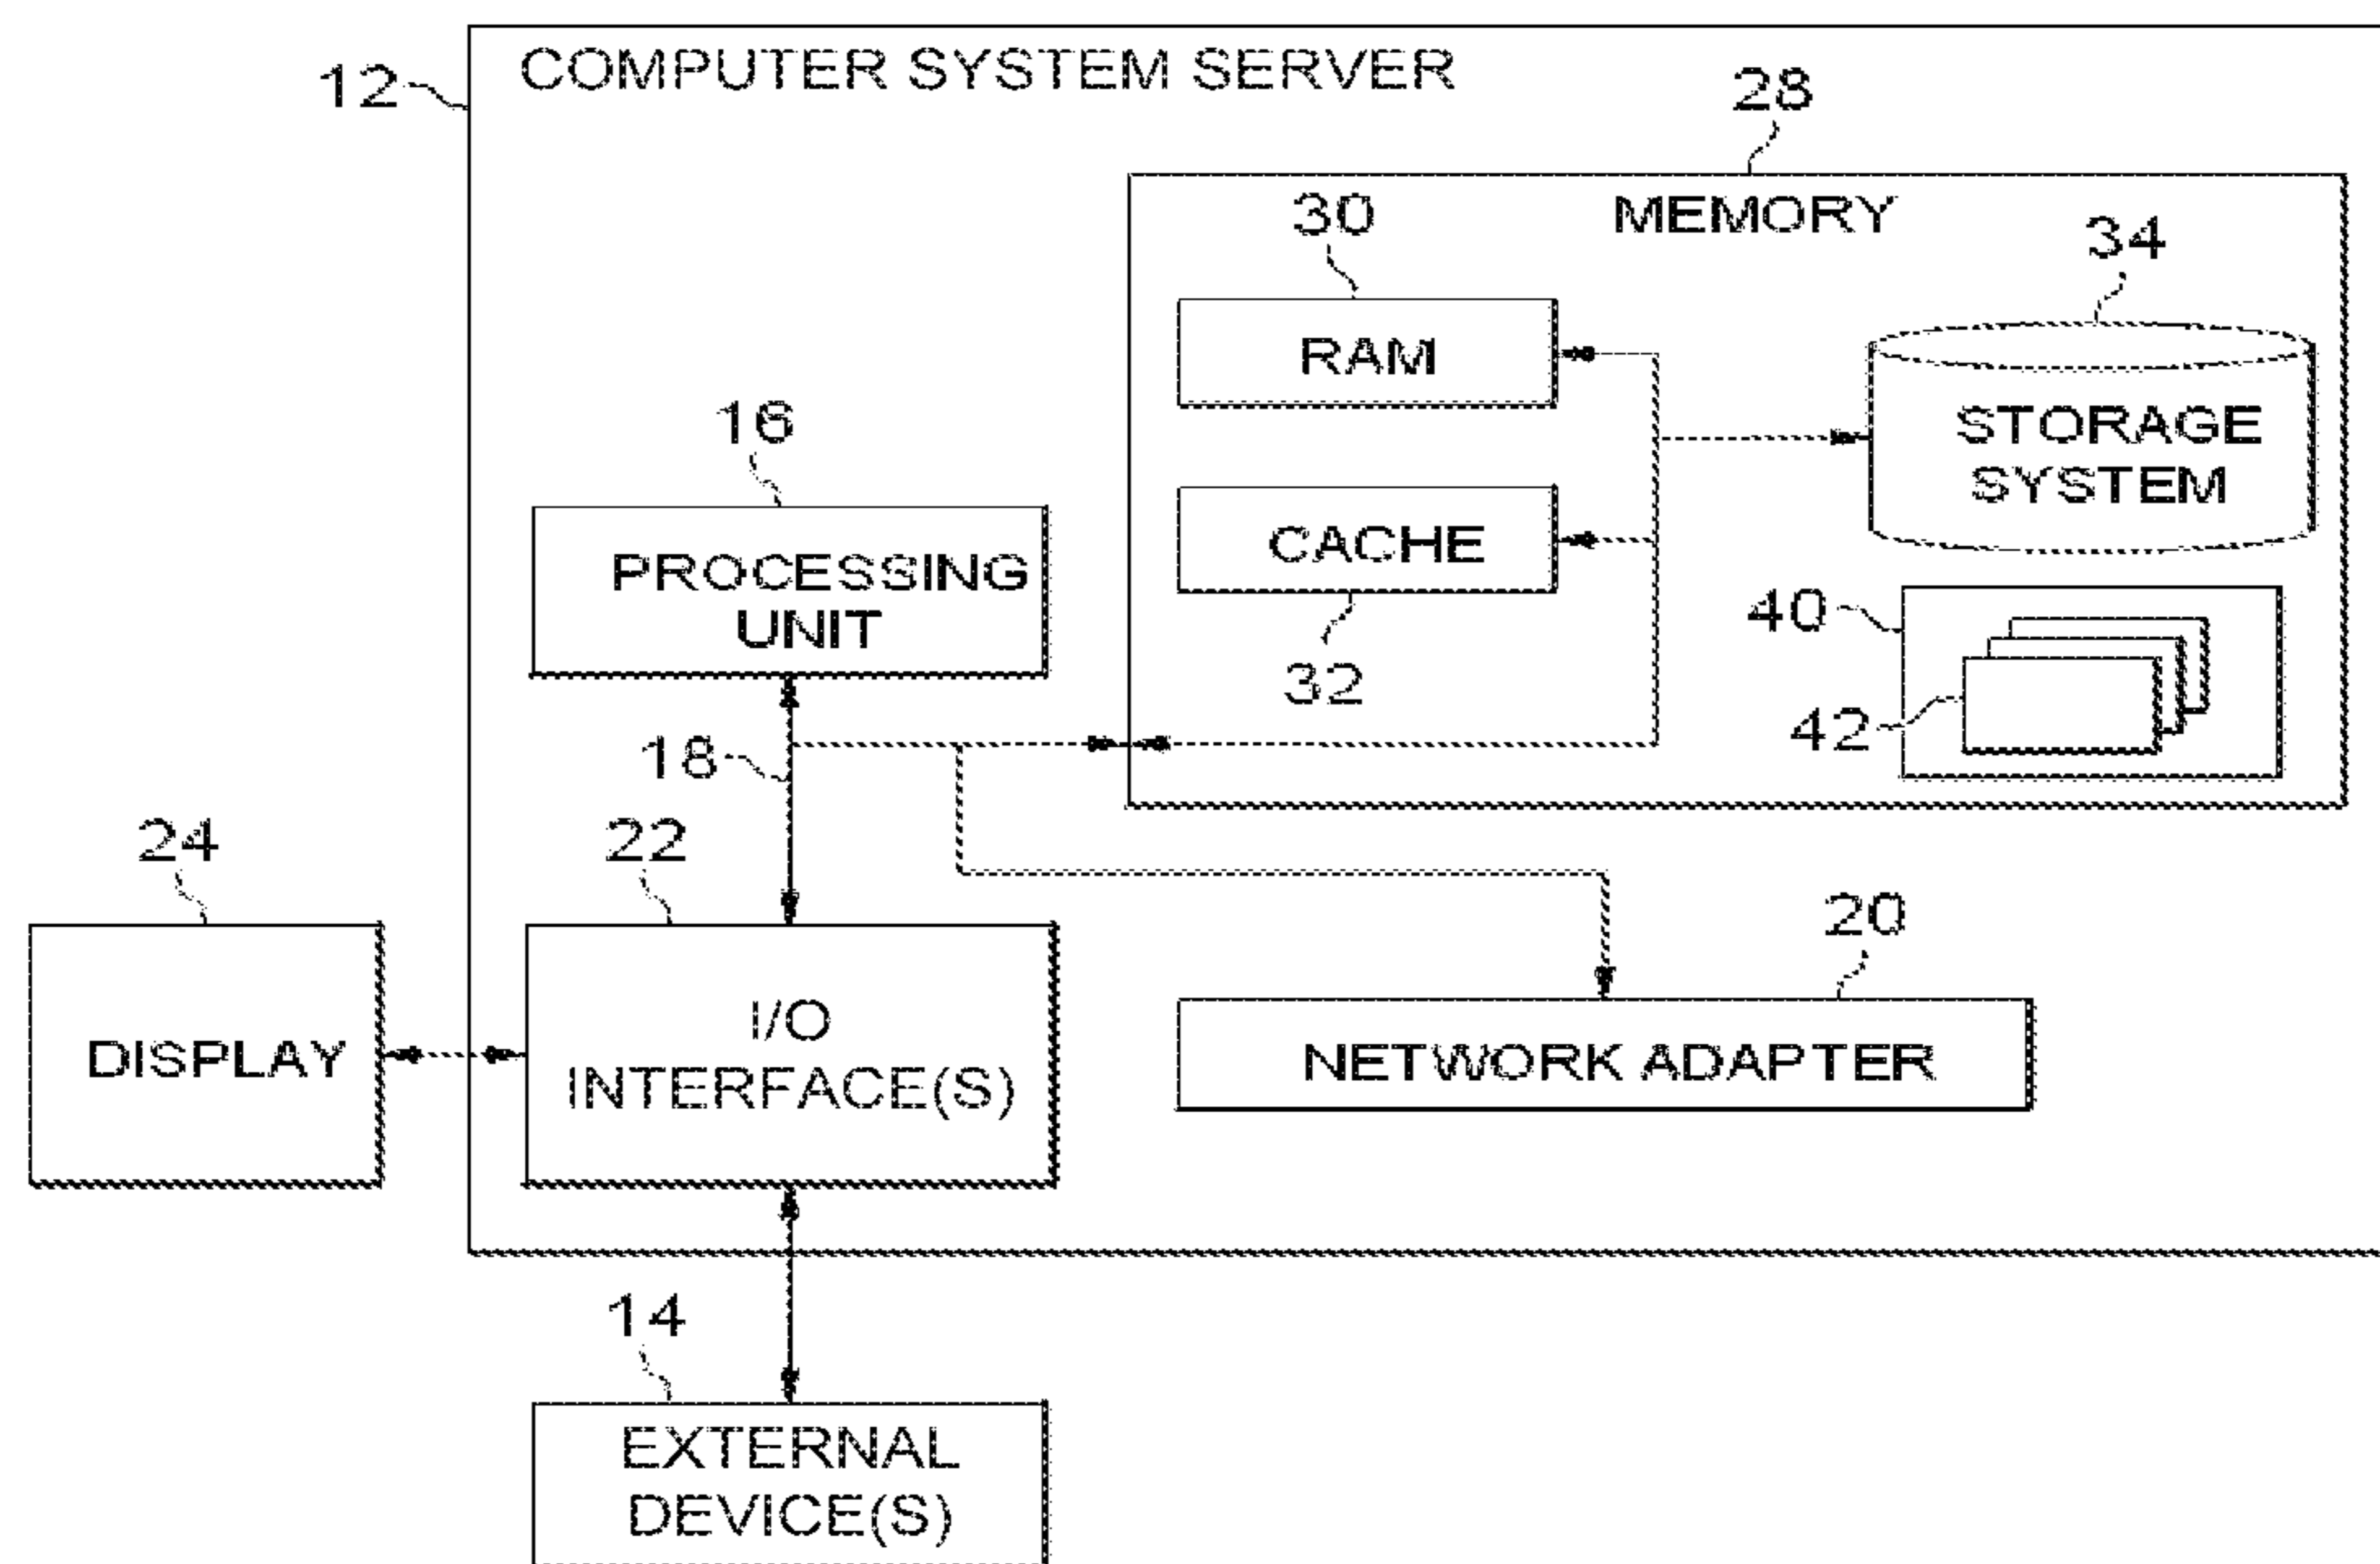 12
COMPUTER SYSTEM SERVER
28
MEMORY
30
34
RAM
STORAGE
SYSTEM
16
CACHE
PROCESSING
UNIT
32
40
42
18
24
22
20
DISPLAY
I/O
INTERFACE(S)
NETWORK ADAPTER
14
EXTERNAL
DEVICE(S)